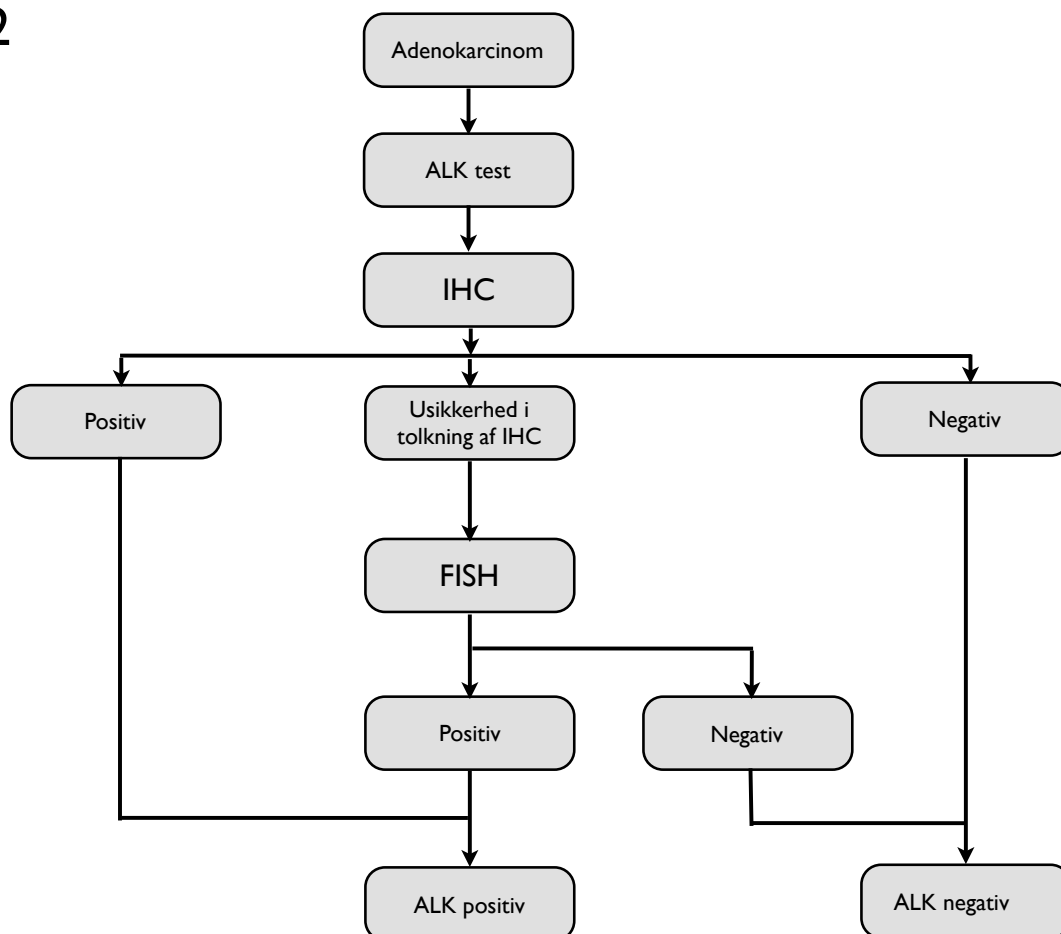 2
Adenokarcinom
ALK test
IHC
Positiv
Usikkerhed i
tolkning af IHC
Negativ
FISH
Positiv
Negativ
ALK positiv
ALK negativ